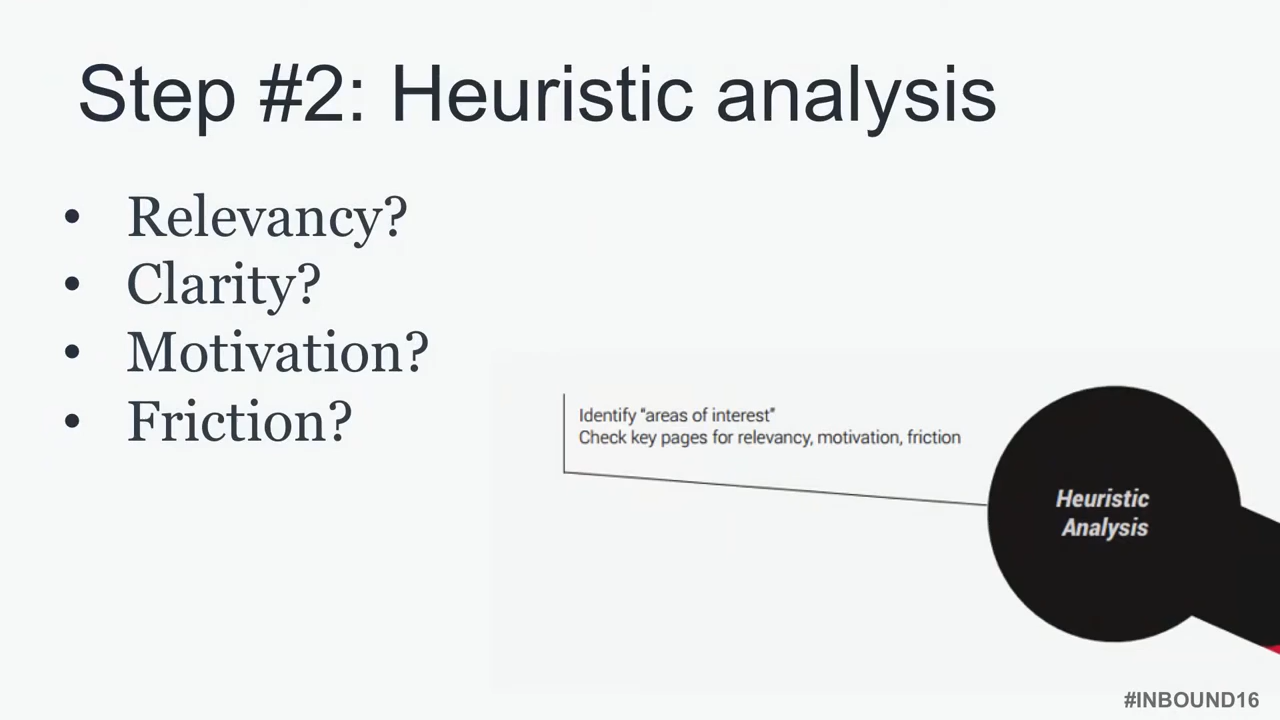 Step #2: Heuristic analysis
• Relevancy?
• Clarity?
• Motivation?
• Friction?
Identify “areas of interest”
Check key pages for relevancy, motivation, friction
Heuristic
Analysis
#INBOUND16